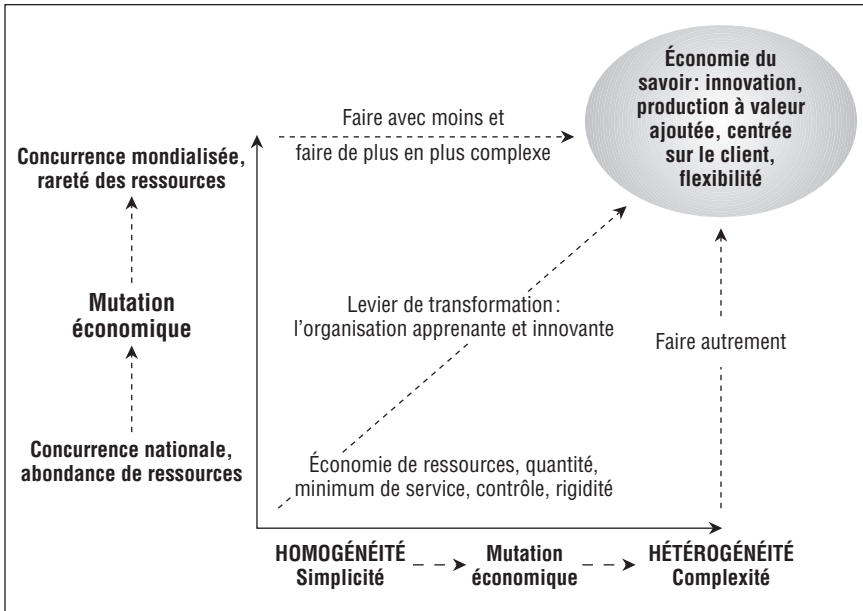 Économie du
savoir : innovation,
production à valeur
ajoutée, centrée
sur le client,
flexibilité
Faire avec moins et
faire de plus en plus complexe
Concurrence mondialisée,
rareté des ressources
Mutation
économique
Levier de transformation :
l'organisation apprenante et innovante
Faire autrement
Concurrence nationale,
abondance de ressources
Économie de ressources, quantité,
minimum de service, contrôle, rigidité
HOMOGÉNÉITÉ
Simplicité
Mutation
économique
HÉTÉROGÉNÉITÉ
Complexité